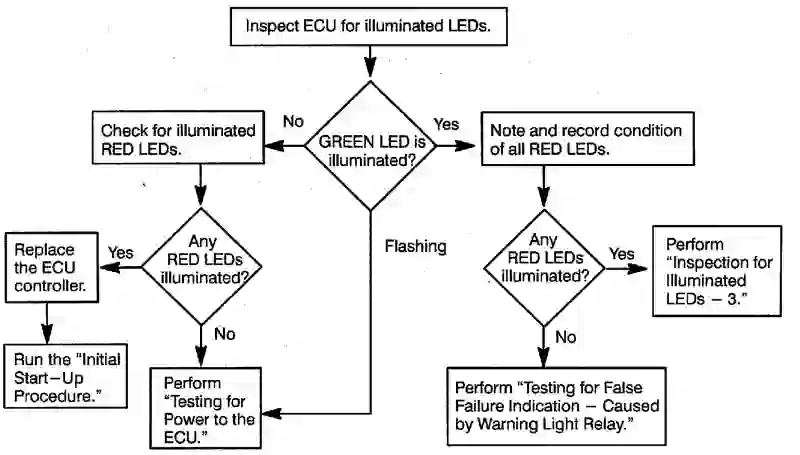 Inspect ECU for illuminated LEDs.
GREEN LED is
illuminated?
No
Yes
Flashing
Check for illuminated
RED LEDs.
Any
RED LEDs
illuminated?
Yes
No
Replace
the ECU
controller.
Run the “Initial
Start–Up
Procedure.”
Perform
“Testing for
Power to the
ECU.”
Note and record condition
of all RED LEDs.
Any
RED LEDs
illuminated?
Yes
No
Perform
“Inspection for
Illuminated
LEDs – 3.”
Perform “Testing for False
Failure Indication – Caused
by Warning Light Relay.”